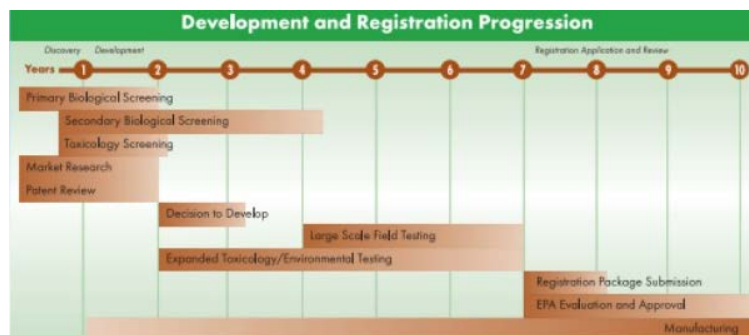 Development and Registration Progression
Discovery Development Registration Application and Review
Years 1 2 3 4 5 6 7 8 9 10
Primary Biological Screening
Secondary Biological Screening
Toxicology Screening
Market Research
Patent Review
Decision to Develop
Large Scale Field Testing
Expanded Toxicology/Environmental Testing
Registration Package Submission
EPA Evaluation and Approval
Manufacturing